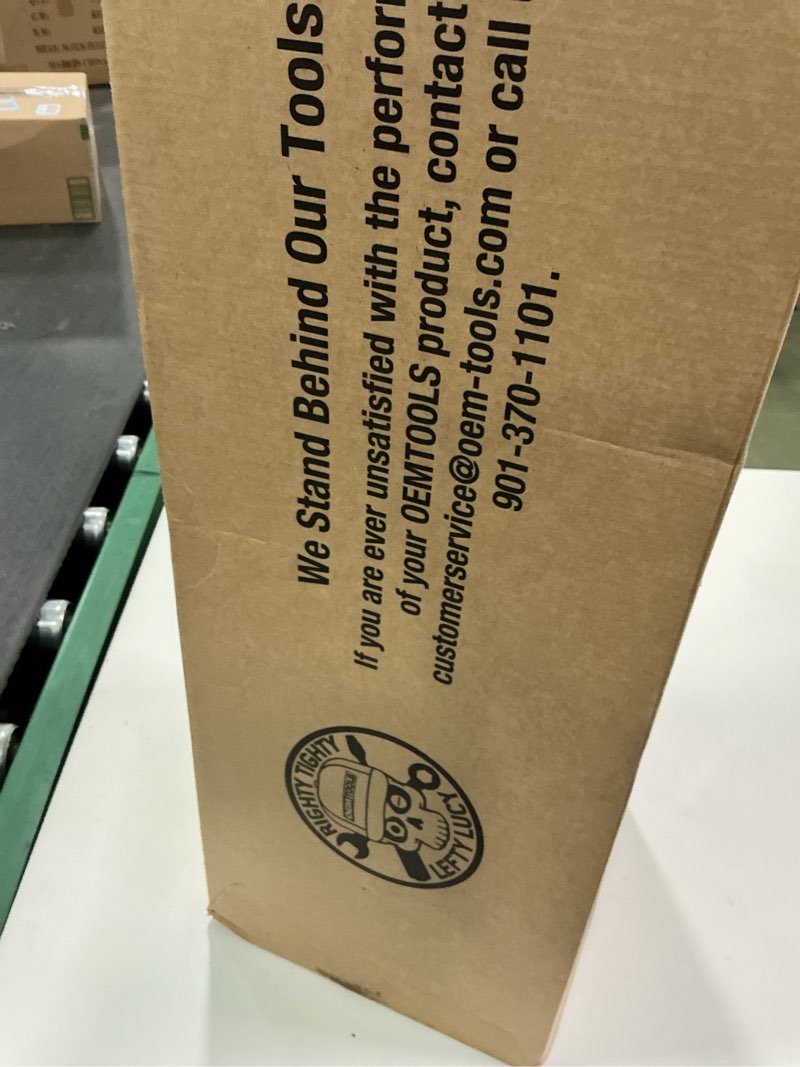 We Stand Behind Our Tools
If you are ever unsatisfied with the
of your OEMTOOLS product, contact
customerservice@oem-tools.com or call
901-370-1101.
RIGHTY TIGHTY
OEMTOOLS
LEFTY LUCY